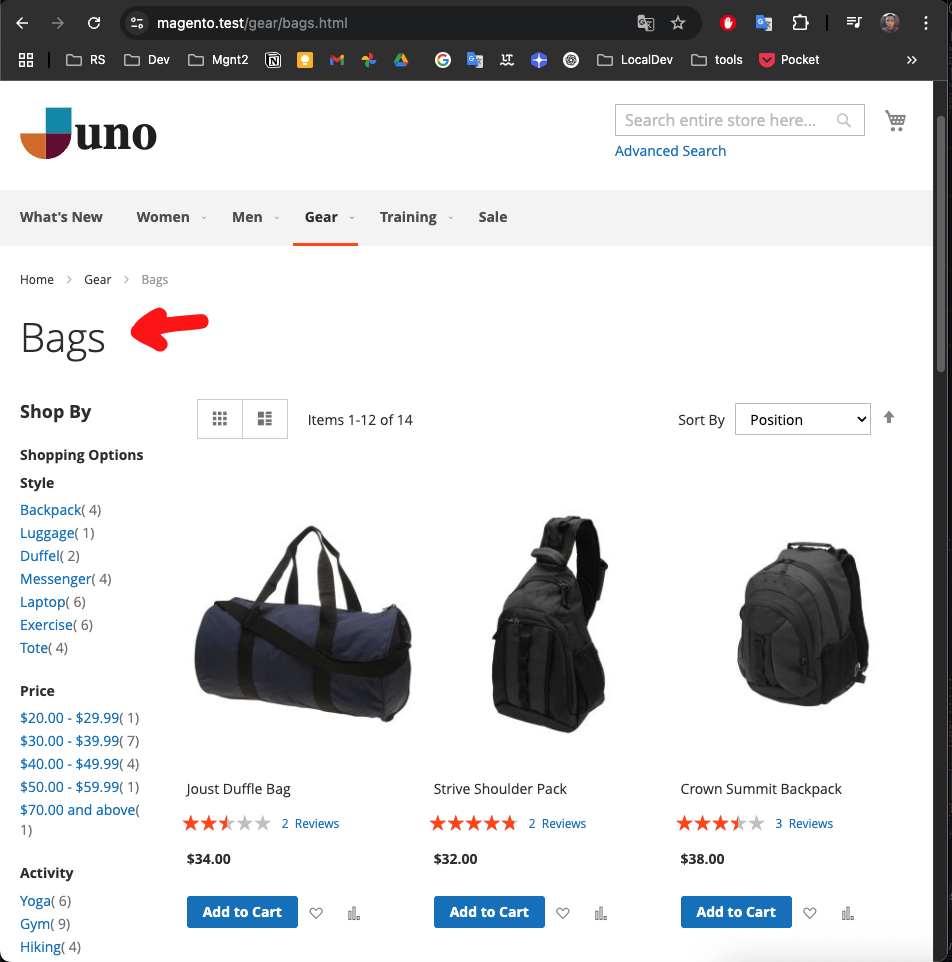 magento.test/gear/bags.html
RS Dev Mgnt2 LocalDev tools Pocket
uno
Search entire store here...
Advanced Search
What's New Women Men Gear Training Sale
Home Gear Bags
Bags
Shop By
Items 1-12 of 14
Sort By Position
Shopping Options
Style
Backpack( 4)
Luggage( 1)
Duffel( 2)
Messenger( 4)
Laptop( 6)
Exercise( 6)
Tote( 4)
Price
$20.00 - $29.99( 1)
$30.00 - $39.99( 7)
$40.00 - $49.99( 4)
$50.00 - $59.99( 1)
$70.00 and above(
1)
Activity
Yoga( 6)
Gym( 9)
Hiking( 4)
Joust Duffle Bag Strive Shoulder Pack Crown Summit Backpack
2 Reviews 2 Reviews 3 Reviews
$34.00 $32.00 $38.00
Add to Cart Add to Cart Add to Cart